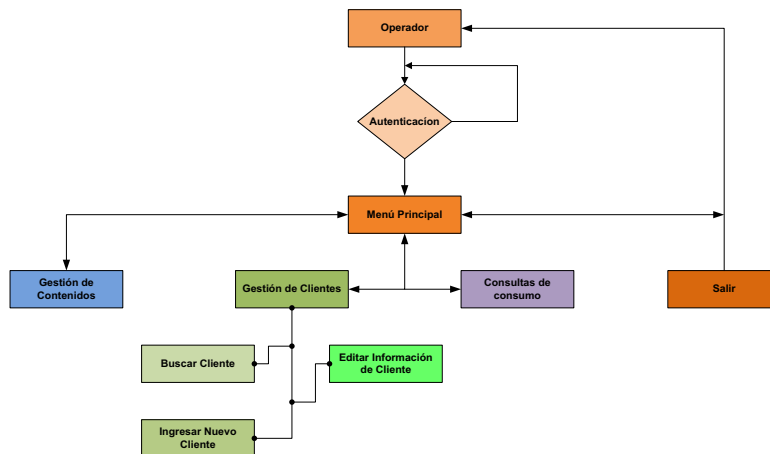 Operador
Autenticacion
Menú Principal
Gestión de
Contenidos
Gestión de Clientes
Consultas de
consumo
Salir
Buscar Cliente
Editar Información
de Cliente
Ingresar Nuevo
Cliente